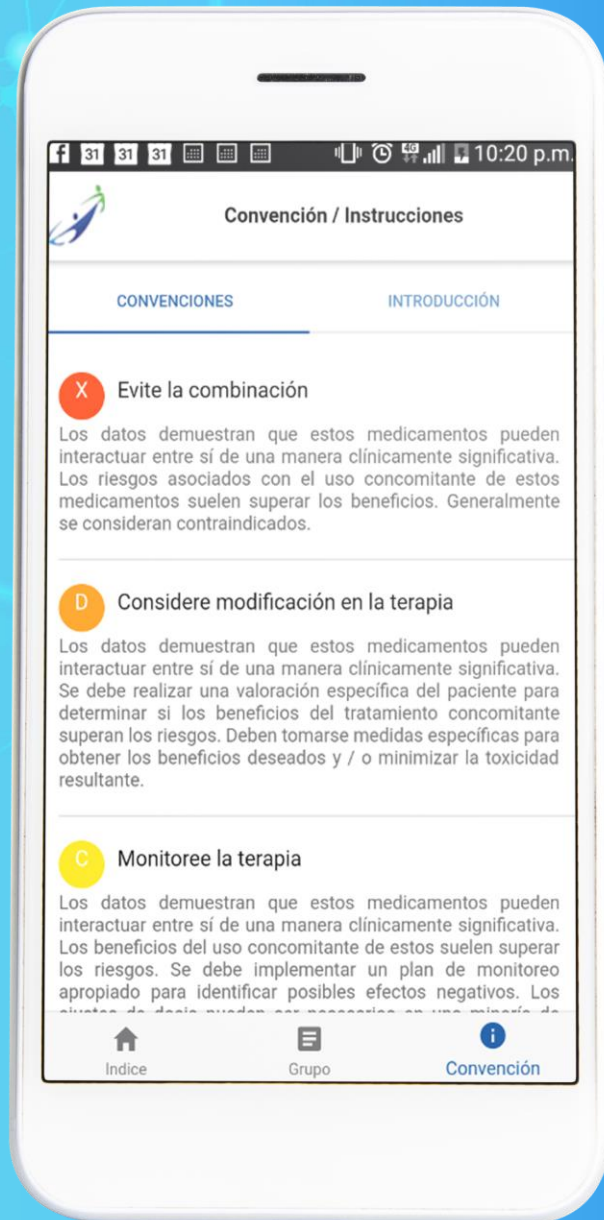 f 31 31 31 4G 10:20 p.m.
Convención / Instrucciones
CONVENCIONES INTRODUCCIÓN
X Evite la combinación
Los datos demuestran que estos medicamentos pueden
interactuar entre sí de una manera clínicamente significativa.
Los riesgos asociados con el uso concomitante de estos
medicamentos suelen superar los beneficios. Generalmente
se consideran contraindicados.
D Considere modificación en la terapia
Los datos demuestran que estos medicamentos pueden
interactuar entre sí de una manera clínicamente significativa.
Se debe realizar una valoración específica del paciente para
determinar si los beneficios del tratamiento concomitante
superan los riesgos. Deben tomarse medidas específicas para
obtener los beneficios deseados y / o minimizar la toxicidad
resultante.
C Monitoree la terapia
Los datos demuestran que estos medicamentos pueden
interactuar entre sí de una manera clínicamente significativa.
Los beneficios del uso concomitante de estos suelen superar
los riesgos. Se debe implementar un plan de monitoreo
apropiado para identificar posibles efectos negativos. Los
Indice Grupo Convención